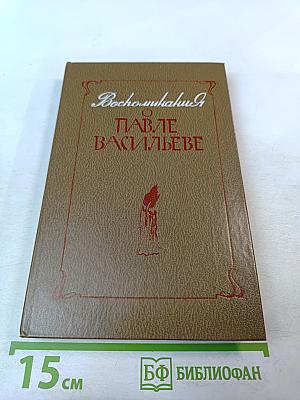 Воспоминания
О
ПАВЛЕ
ВАСИЛЬЕВЕ
15 см
БФ БИБЛИОФАН